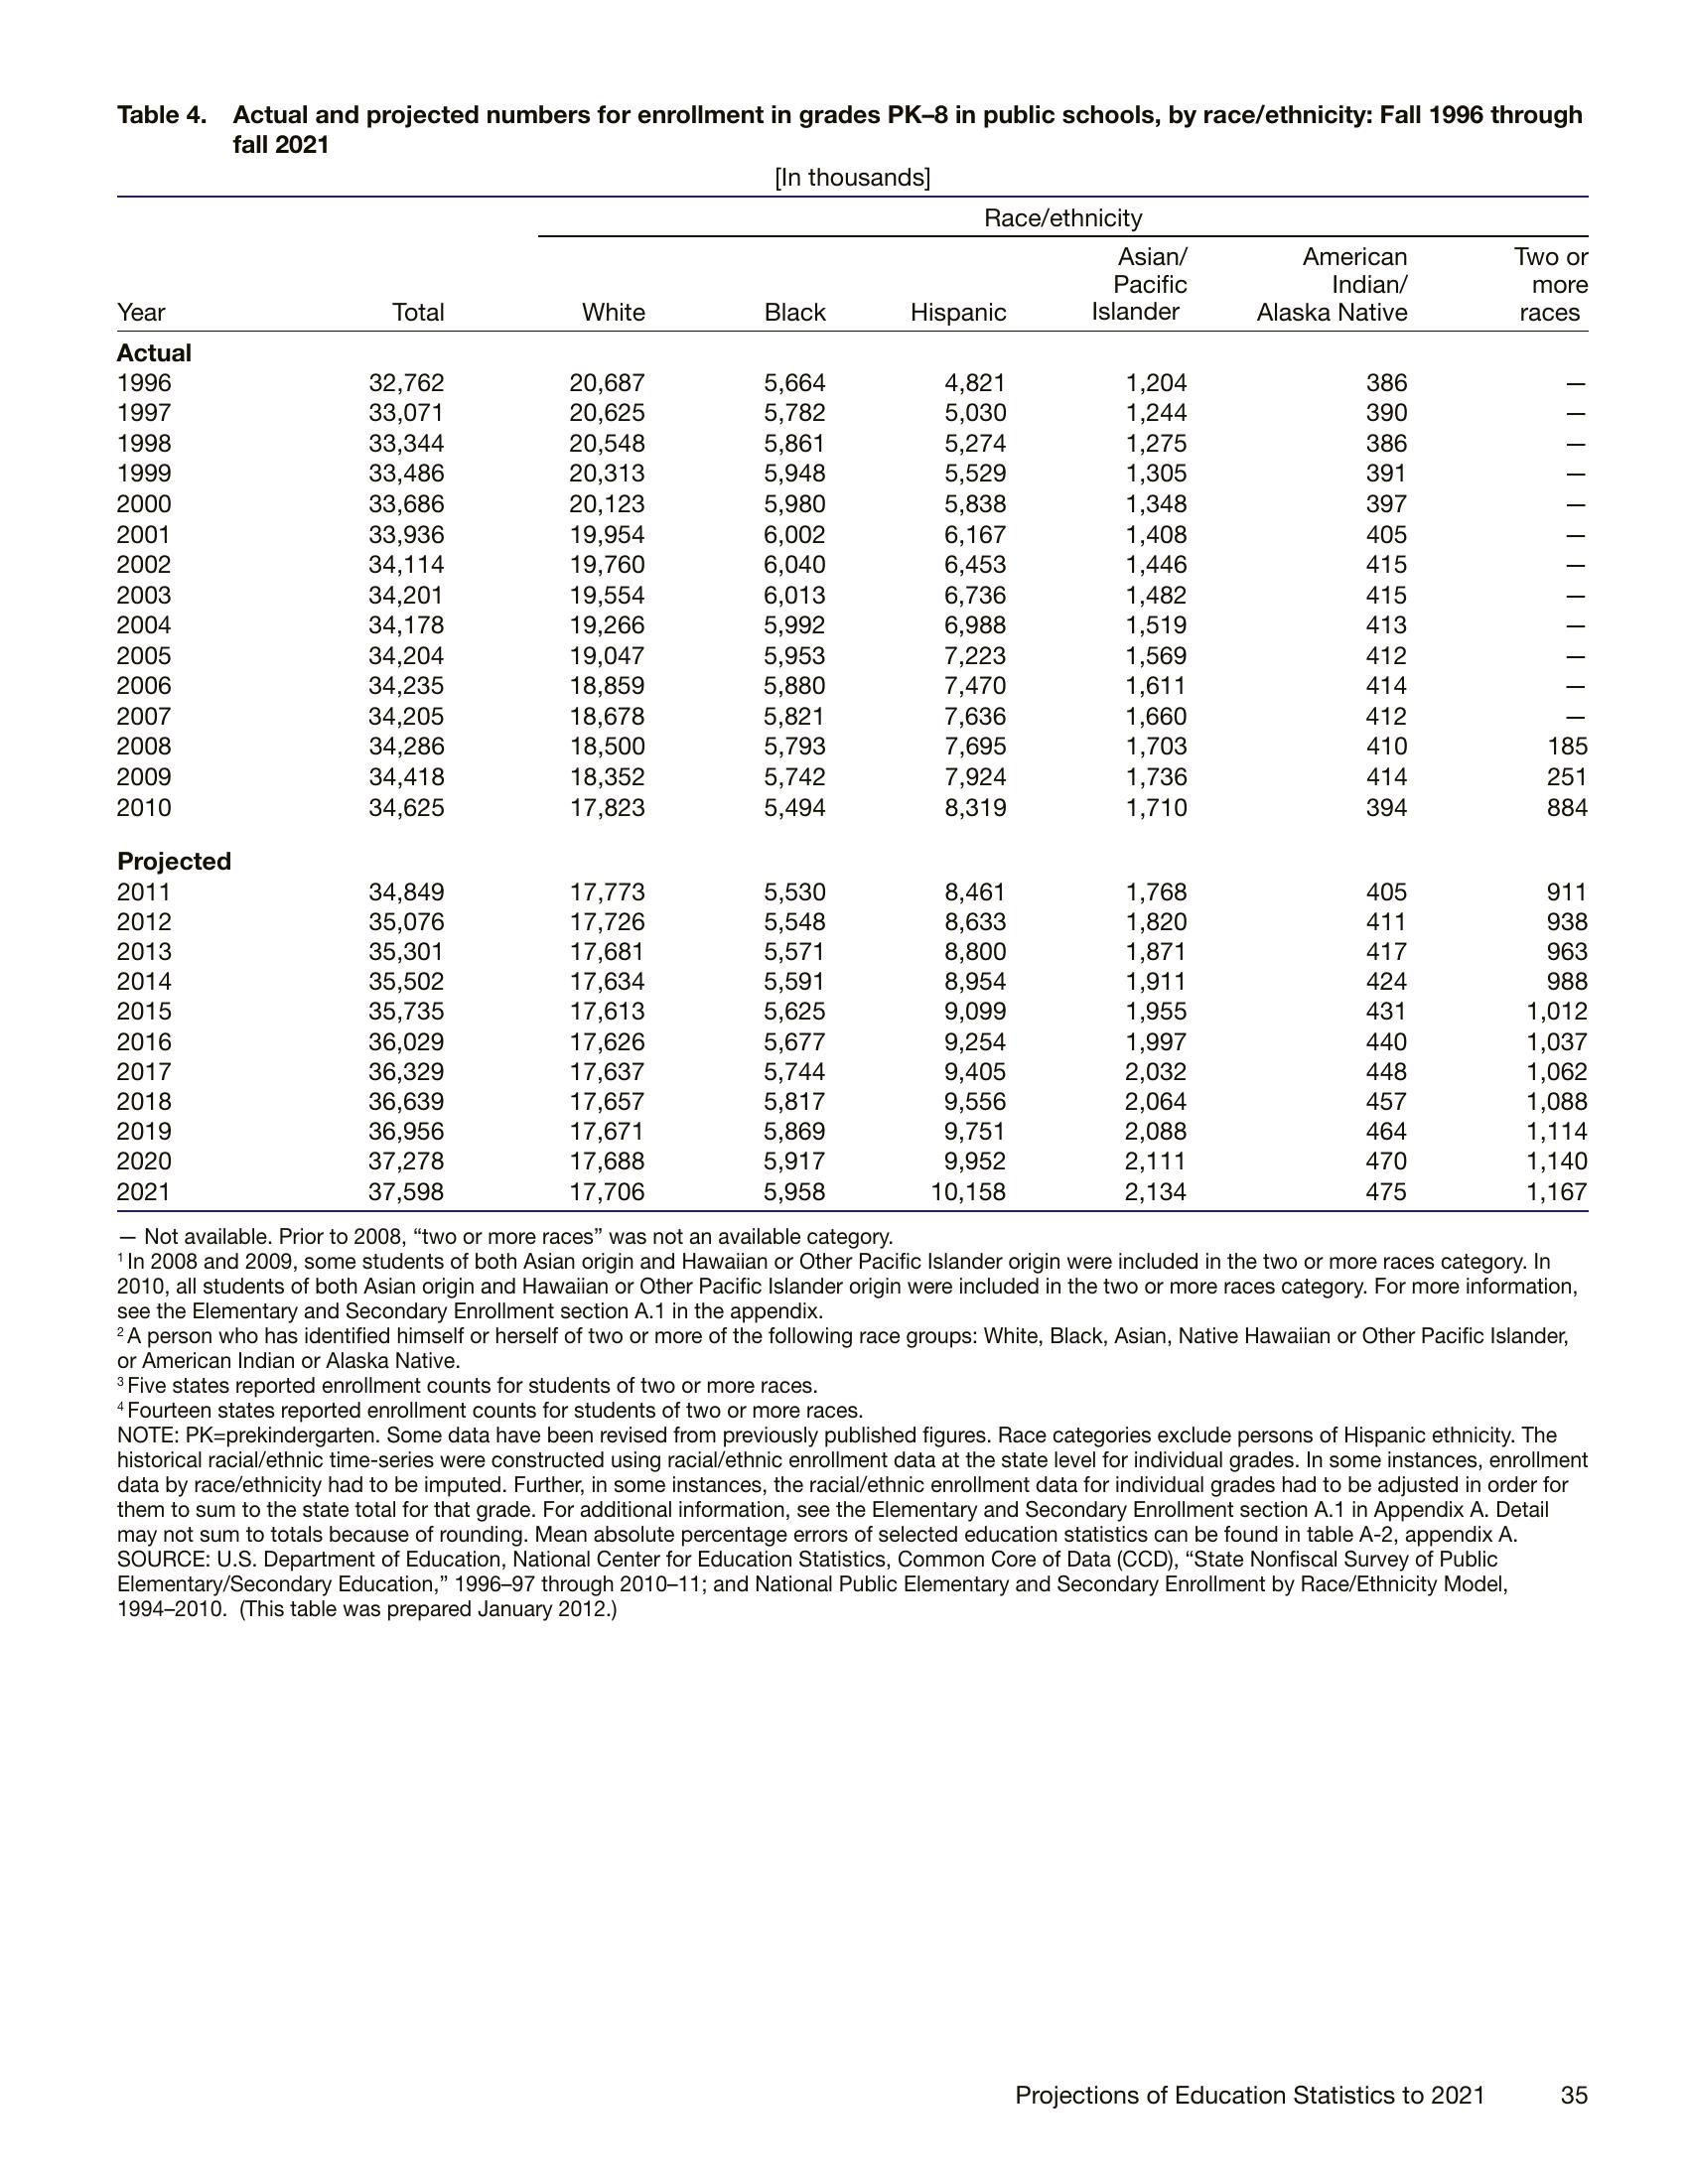 Table 4. Actual and projected numbers for enrollment in grades PK–8 in public schools, by race/ethnicity: Fall 1996 through
fall 2021
[In thousands]
Race/ethnicity
Year Total White Black Hispanic Asian/ Pacific Islander American Indian/ Alaska Native Two or more races
Actual
1996 32,762 20,687 5,664 4,821 1,204 386 —
1997 33,071 20,625 5,782 5,030 1,244 390 —
1998 33,344 20,548 5,861 5,274 1,275 386 —
1999 33,486 20,313 5,948 5,529 1,305 391 —
2000 33,686 20,123 5,980 5,838 1,348 397 —
2001 33,936 19,954 6,002 6,167 1,408 405 —
2002 34,114 19,760 6,040 6,453 1,446 415 —
2003 34,201 19,554 6,013 6,736 1,482 415 —
2004 34,178 19,266 5,992 6,988 1,519 413 —
2005 34,204 19,047 5,953 7,223 1,569 412 —
2006 34,235 18,859 5,880 7,470 1,611 414 —
2007 34,205 18,678 5,821 7,636 1,660 412 —
2008 34,286 18,500 5,793 7,695 1,703 410 185
2009 34,418 18,352 5,742 7,924 1,736 414 251
2010 34,625 17,823 5,494 8,319 1,710 394 884
Projected
2011 34,849 17,773 5,530 8,461 1,768 405 911
2012 35,076 17,726 5,548 8,633 1,820 411 938
2013 35,301 17,681 5,571 8,800 1,871 417 963
2014 35,502 17,634 5,591 8,954 1,911 424 988
2015 35,735 17,613 5,625 9,099 1,955 431 1,012
2016 36,029 17,626 5,677 9,254 1,997 440 1,037
2017 36,329 17,637 5,744 9,405 2,032 448 1,062
2018 36,639 17,657 5,817 9,556 2,064 457 1,088
2019 36,956 17,671 5,869 9,751 2,088 464 1,114
2020 37,278 17,688 5,917 9,952 2,111 470 1,140
2021 37,598 17,706 5,958 10,158 2,134 475 1,167
— Not available. Prior to 2008, “two or more races” was not an available category.
1 In 2008 and 2009, some students of both Asian origin and Hawaiian or Other Pacific Islander origin were included in the two or more races category. In
2010, all students of both Asian origin and Hawaiian or Other Pacific Islander origin were included in the two or more races category. For more information,
see the Elementary and Secondary Enrollment section A.1 in the appendix.
2 A person who has identified himself or herself of two or more of the following race groups: White, Black, Asian, Native Hawaiian or Other Pacific Islander,
or American Indian or Alaska Native.
3 Five states reported enrollment counts for students of two or more races.
4 Fourteen states reported enrollment counts for students of two or more races.
NOTE: PK=prekindergarten. Some data have been revised from previously published figures. Race categories exclude persons of Hispanic ethnicity. The
historical racial/ethnic time-series were constructed using racial/ethnic enrollment data at the state level for individual grades. In some instances, enrollment
data by race/ethnicity had to be imputed. Further, in some instances, the racial/ethnic enrollment data for individual grades had to be adjusted in order for
them to sum to the state total for that grade. For additional information, see the Elementary and Secondary Enrollment section A.1 in Appendix A. Detail
may not sum to totals because of rounding. Mean absolute percentage errors of selected education statistics can be found in table A-2, appendix A.
SOURCE: U.S. Department of Education, National Center for Education Statistics, Common Core of Data (CCD), “State Nonfiscal Survey of Public
Elementary/Secondary Education,” 1996–97 through 2010–11; and National Public Elementary and Secondary Enrollment by Race/Ethnicity Model,
1994–2010. (This table was prepared January 2012.)
Projections of Education Statistics to 2021 35